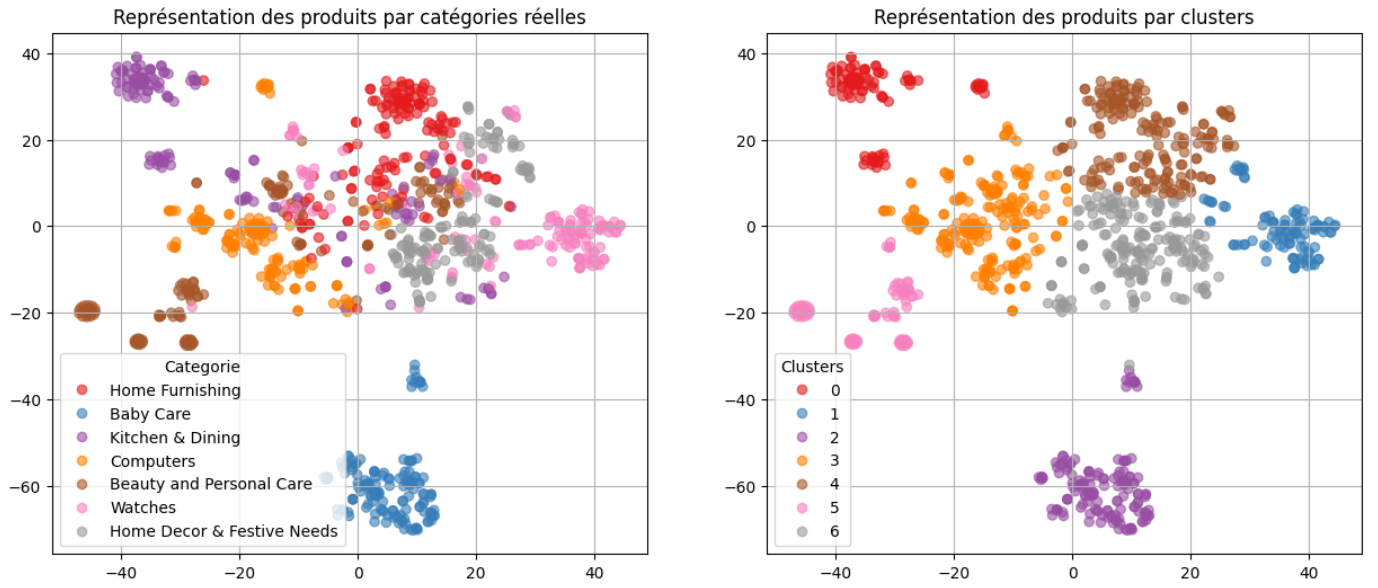 Représentation des produits par catégories réelles
40
20
0
−20
−40
−60
−40
−20
0
20
40
Categorie
Home Furnishing
Baby Care
Kitchen & Dining
Computers
Beauty and Personal Care
Watches
Home Decor & Festive Needs
Représentation des produits par clusters
40
20
0
−20
−40
−60
−40
−20
0
20
40
Clusters
0
1
2
3
4
5
6